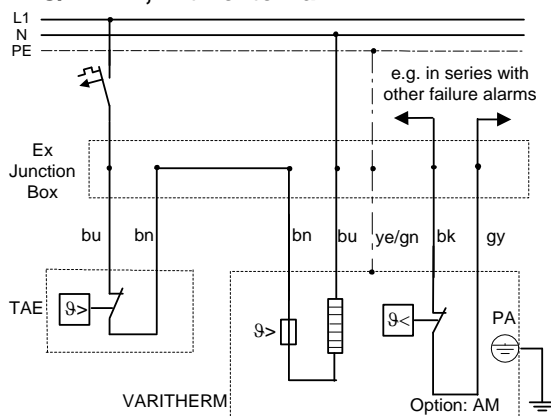 L1
N
PE
e.g. in series with
other failure alarms
Ex
Junction
Box
bu
bn
bn
bu
ye/gn
bk
gy
TAE
ϑ>
ϑ>
ϑ<
PA
VARITHERM
Option: AM